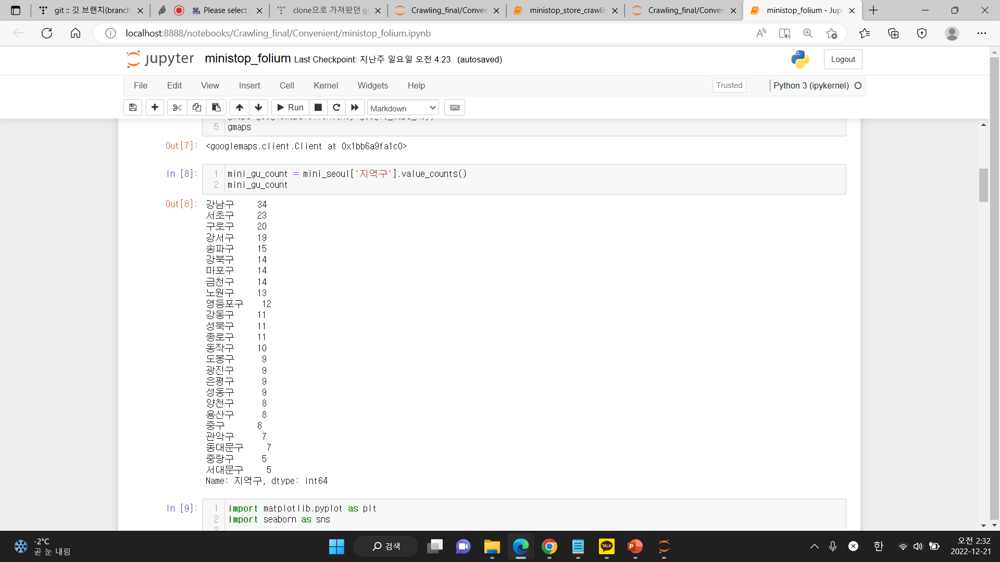 git :: 깃 브랜치(branch
Please select
clone으로 가져왔던 gi
Crawling_final/Conven
ministop_store_crawlin
Crawling_final/Conven
ministop_folium - Jup
localhost:8888/notebooks/Crawling_final/Convenient/ministop_folium.ipynb
jupyter ministop_folium Last Checkpoint: 지난주 일요일 오전 4:23 (autosaved)
Logout
File Edit View Insert Cell Kernel Widgets Help
Trusted
Python 3 (ipykernel)
Run
Markdown
5 gmaps
Out[7]: <googlemaps.client.Client at 0x1bb6a9fa1c0>
In [8]: 1 mini_gu_count = mini_seoul['지역구'].value_counts()
2 mini_gu_count
Out[8]: 강남구 34
서초구 23
구로구 20
강서구 19
송파구 15
강북구 14
마포구 14
금천구 14
노원구 13
영등포구 12
강동구 11
성북구 11
종로구 11
동작구 10
도봉구 9
광진구 9
은평구 9
성동구 9
양천구 8
용산구 8
중구 8
관악구 7
동대문구 7
중랑구 5
서대문구 5
Name: 지역구, dtype: int64
In [9]: 1 import matplotlib.pyplot as plt
2 import seaborn as sns
3
-2°C
곧 눈 내림
검색
TALK
P
한
오전 2:32
2022-12-21